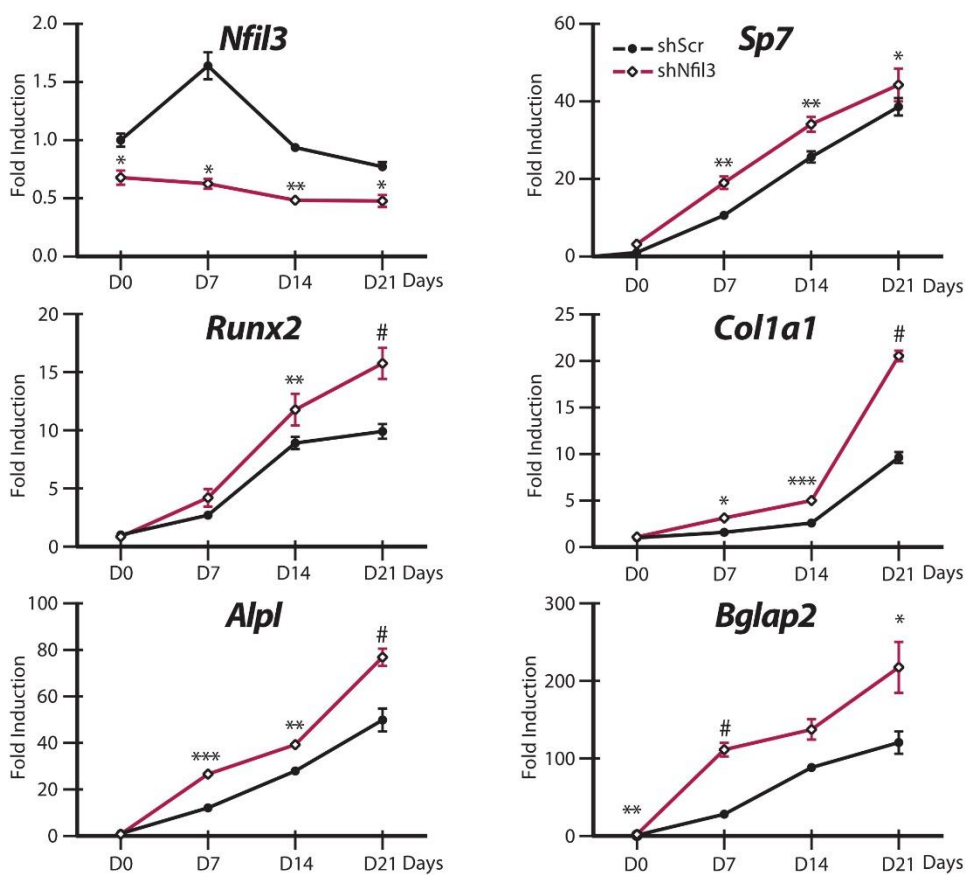 Nfil3
Fold Induction
2.0
1.5
1.0
0.5
0.0
* * ** *
D0 D7 D14 D21 Days
Sp7
shScr
shNfil3
Fold Induction
60
40
20
0
** ** *
D0 D7 D14 D21 Days
Runx2
Fold Induction
20
15
10
5
0
** #
D0 D7 D14 D21 Days
Col1a1
Fold Induction
25
20
15
10
5
0
* *** #
D0 D7 D14 D21 Days
Alpl
Fold Induction
100
80
60
40
20
0
*** ** #
D0 D7 D14 D21 Days
Bglap2
Fold Induction
300
200
100
0
** # *
D0 D7 D14 D21 Days